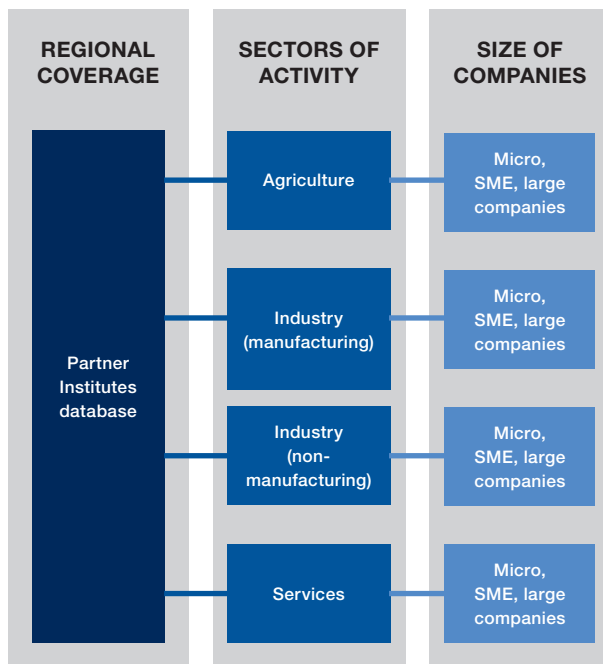 REGIONAL
COVERAGE
SECTORS OF
ACTIVITY
SIZE OF
COMPANIES
Partner
Institutes
database
Agriculture
Micro,
SME, large
companies
Industry
(manufacturing)
Micro,
SME, large
companies
Industry
(non-
manufacturing)
Micro,
SME, large
companies
Services
Micro,
SME, large
companies